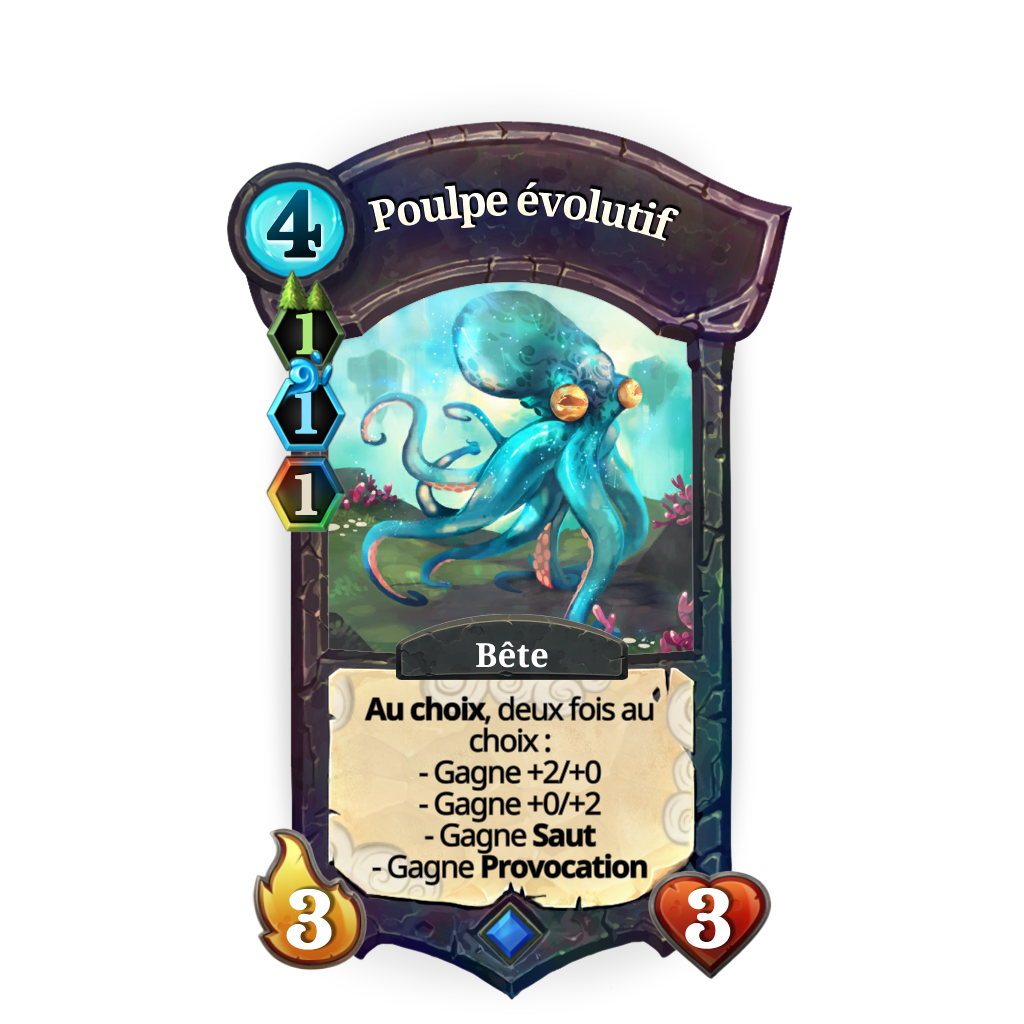 4
Poulpe évolutif
1
1
1
Bête
Au choix, deux fois au
choix :
- Gagne +2/+0
- Gagne +0/+2
- Gagne Saut
- Gagne Provocation
3
3